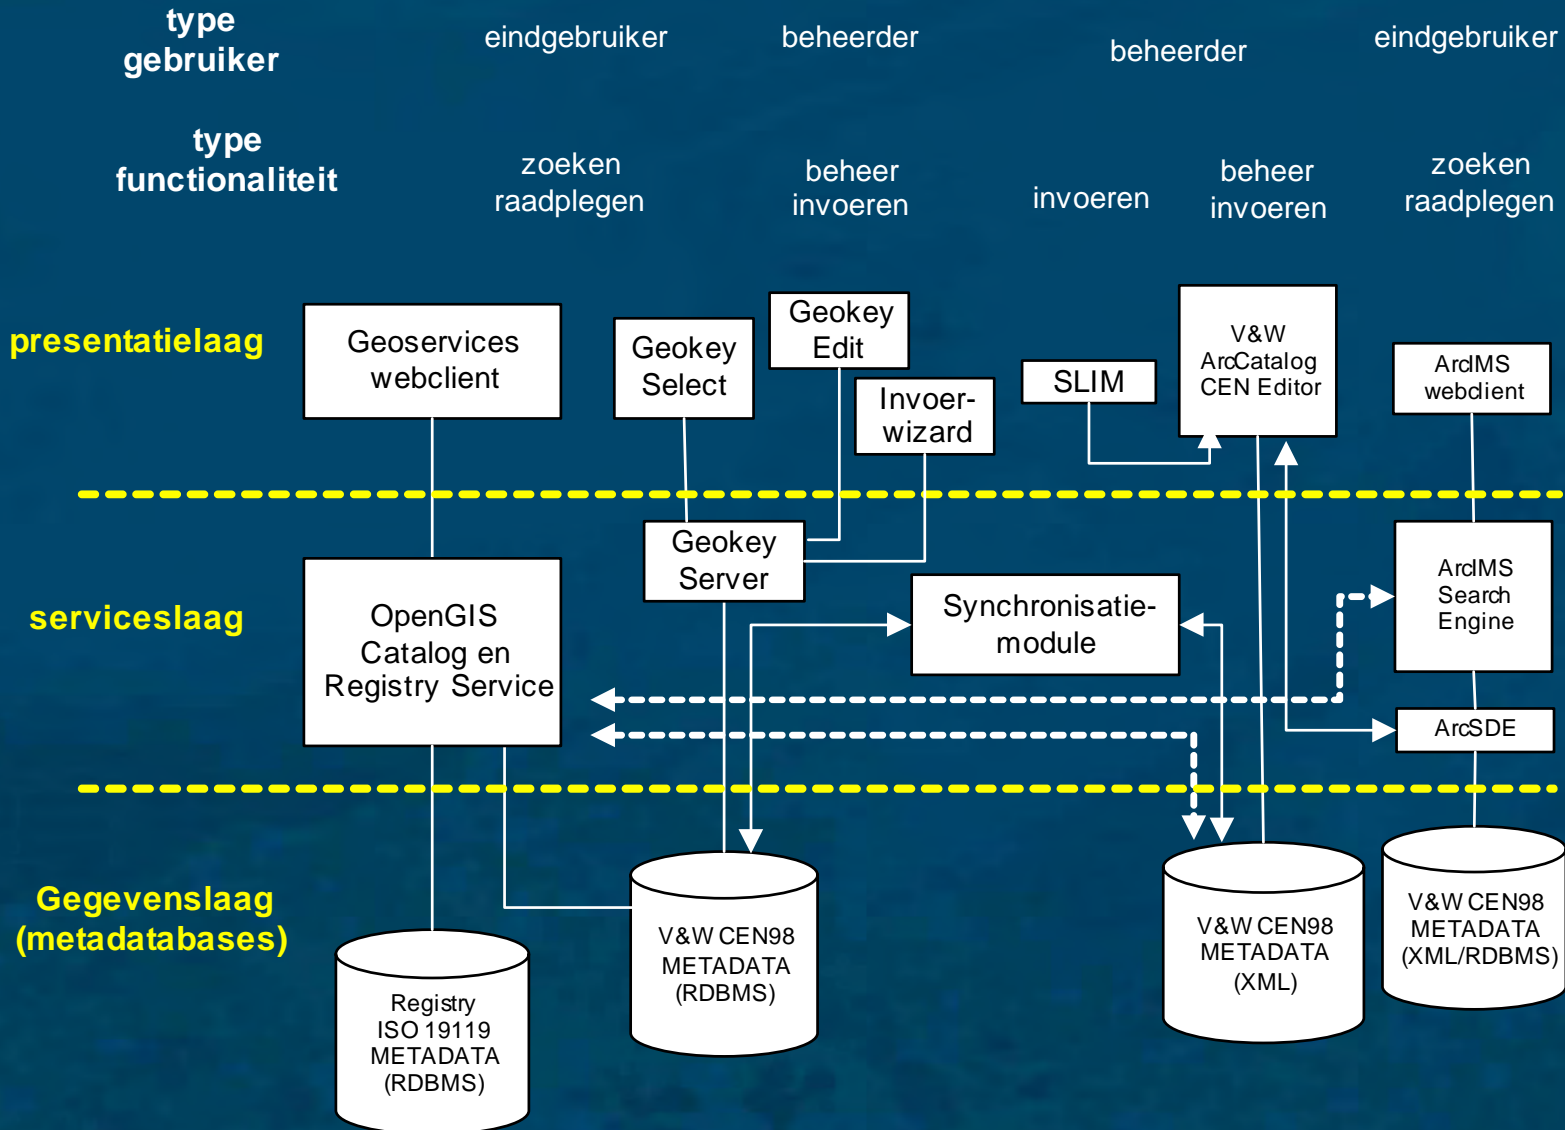 type
gebruiker
eindgebruiker
beheerder
beheerder
eindgebruiker
type
functionaliteit
zoeken
raadplegen
beheer
invoeren
invoeren
beheer
invoeren
zoeken
raadplegen
presentatielaag
Geoservices
webclient
Geokey
Select
Geokey
Edit
Invoer-
wizard
SLIM
V&W
ArcCatalog
CEN Editor
ArcIMS
webclient
serviceslaag
OpenGIS
Catalog en
Registry Service
Geokey
Server
Synchronisatie-
module
ArcIMS
Search
Engine
ArcSDE
Gegevenslaag
(metadatabases)
Registry
ISO 19119
METADATA
(RDBMS)
V&W CEN98
METADATA
(RDBMS)
V&W CEN98
METADATA
(XML)
V&W CEN98
METADATA
(XML/RDBMS)